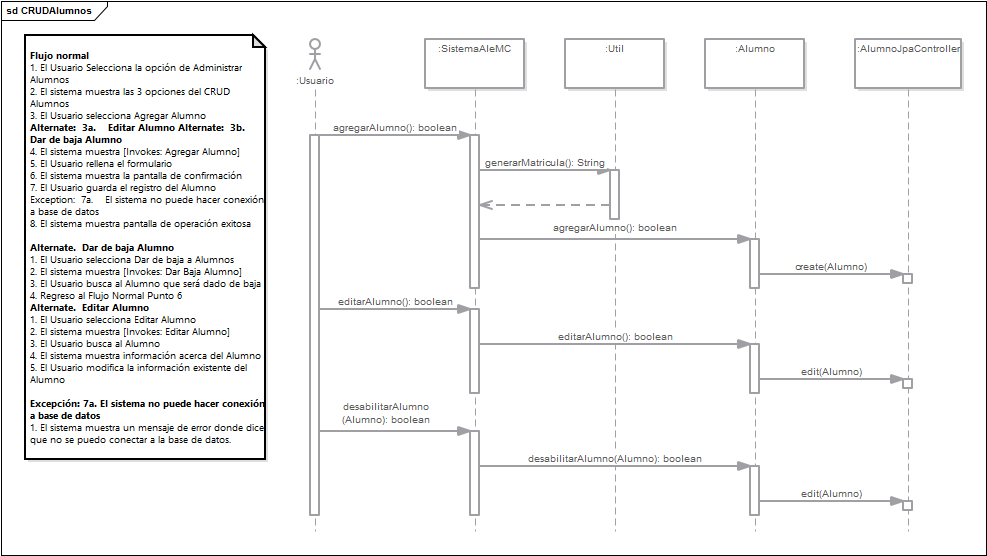 sd CRUDAlumnos
Flujo normal
1. El Usuario Selecciona la opción de Administrar
Alumnos
2. El sistema muestra las 3 opciones del CRUD
Alumnos
3. El Usuario selecciona Agregar Alumno
Alternate:  3a.    Editar Alumno Alternate:  3b.
Dar de baja Alumno
4. El sistema muestra [Invokes: Agregar Alumno]
5. El Usuario rellena el formulario
6. El sistema muestra la pantalla de confirmación
7. El Usuario guarda el registro del Alumno
Exception:  7a.    El sistema no puede hacer conexión
a base de datos
8. El sistema muestra pantalla de operación exitosa
Alternate.  Dar de baja Alumno
1. El Usuario selecciona Dar de baja a Alumnos
2. El sistema muestra [Invokes: Dar Baja Alumno]
3. El Usuario busca al Alumno que será dado de baja
4. Regreso al Flujo Normal Punto 6
Alternate.  Editar Alumno
1. El Usuario selecciona Editar Alumno
2. El sistema muestra [Invokes: Editar Alumno]
3. El Usuario busca al Alumno
4. El sistema muestra información acerca del Alumno
5. El Usuario modifica la información existente del
Alumno
Excepción: 7a. El sistema no puede hacer conexión
a base de datos
1. El sistema muestra un mensaje de error donde dice
que no se puedo conectar a la base de datos.
:Usuario
:SistemaAleMC
:Util
:Alumno
:AlumnoJpaController
agregarAlumno(): boolean
generarMatricula(): String
agregarAlumno(): boolean
create(Alumno)
editarAlumno(): boolean
editarAlumno(): boolean
edit(Alumno)
desabilitarAlumno
(Alumno): boolean
desabilitarAlumno(Alumno): boolean
edit(Alumno)